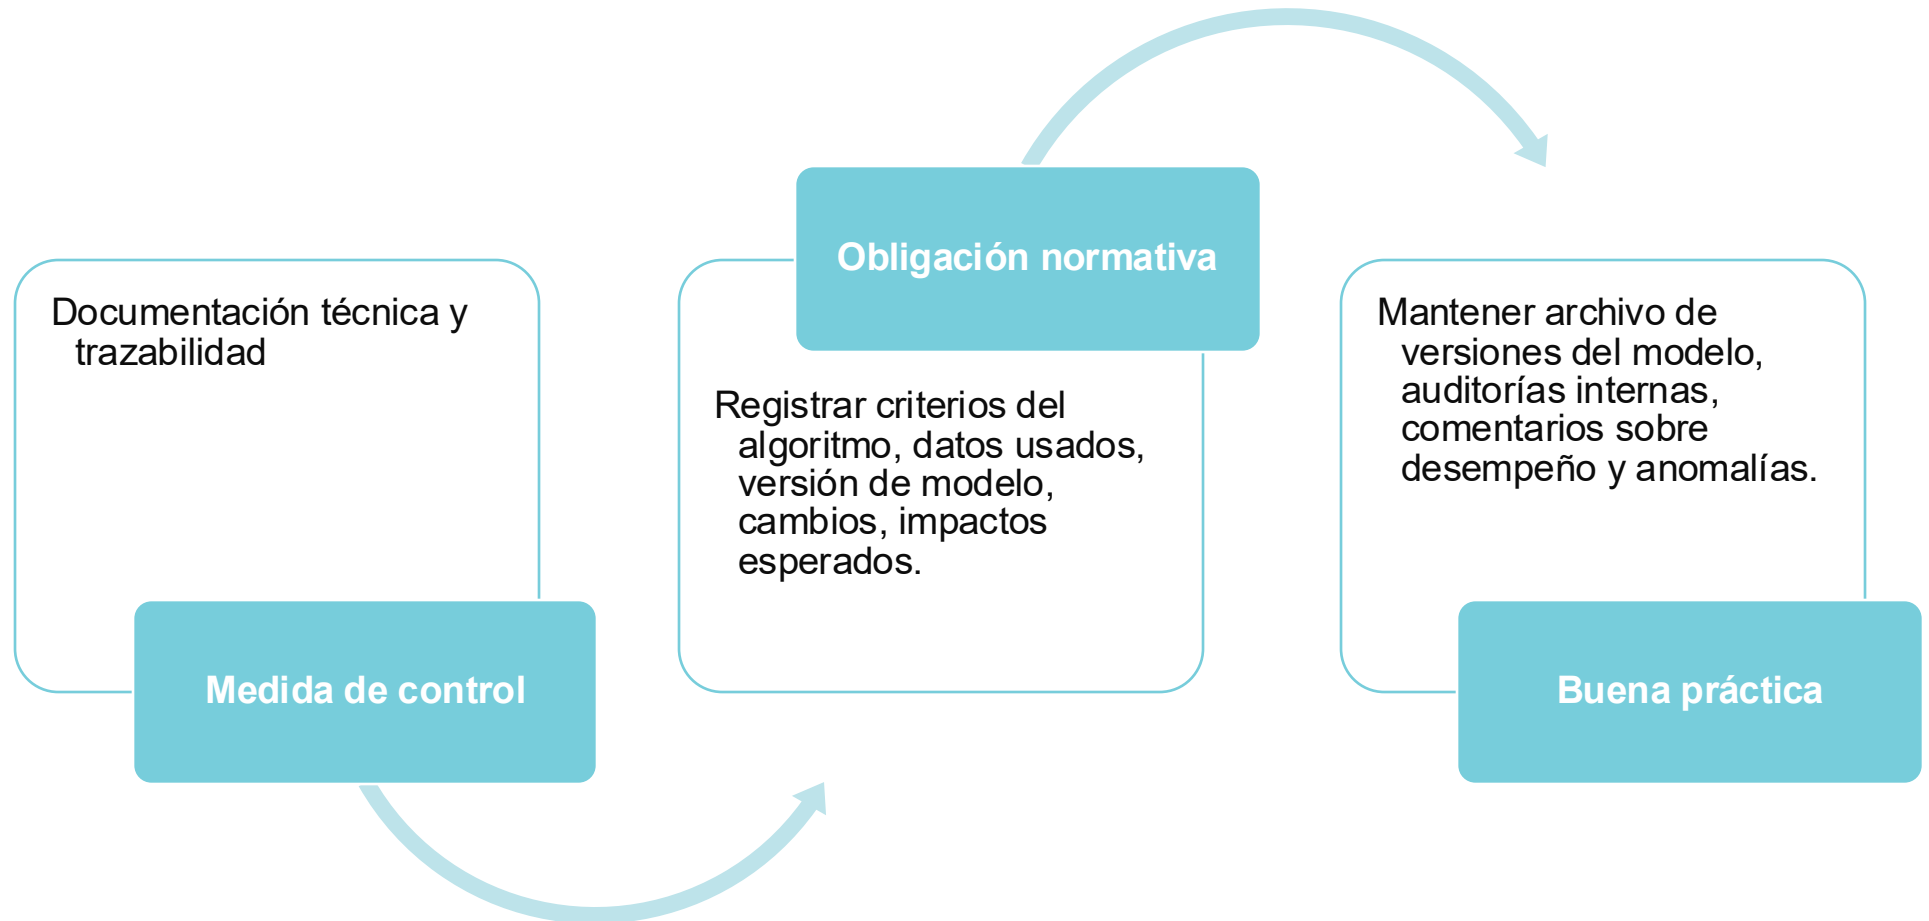 Documentación técnica y
trazabilidad
Medida de control
Obligación normativa
Registrar criterios del
algoritmo, datos usados,
versión de modelo,
cambios, impactos
esperados.
Mantener archivo de
versiones del modelo,
auditorías internas,
comentarios sobre
desempeño y anomalías.
Buena práctica